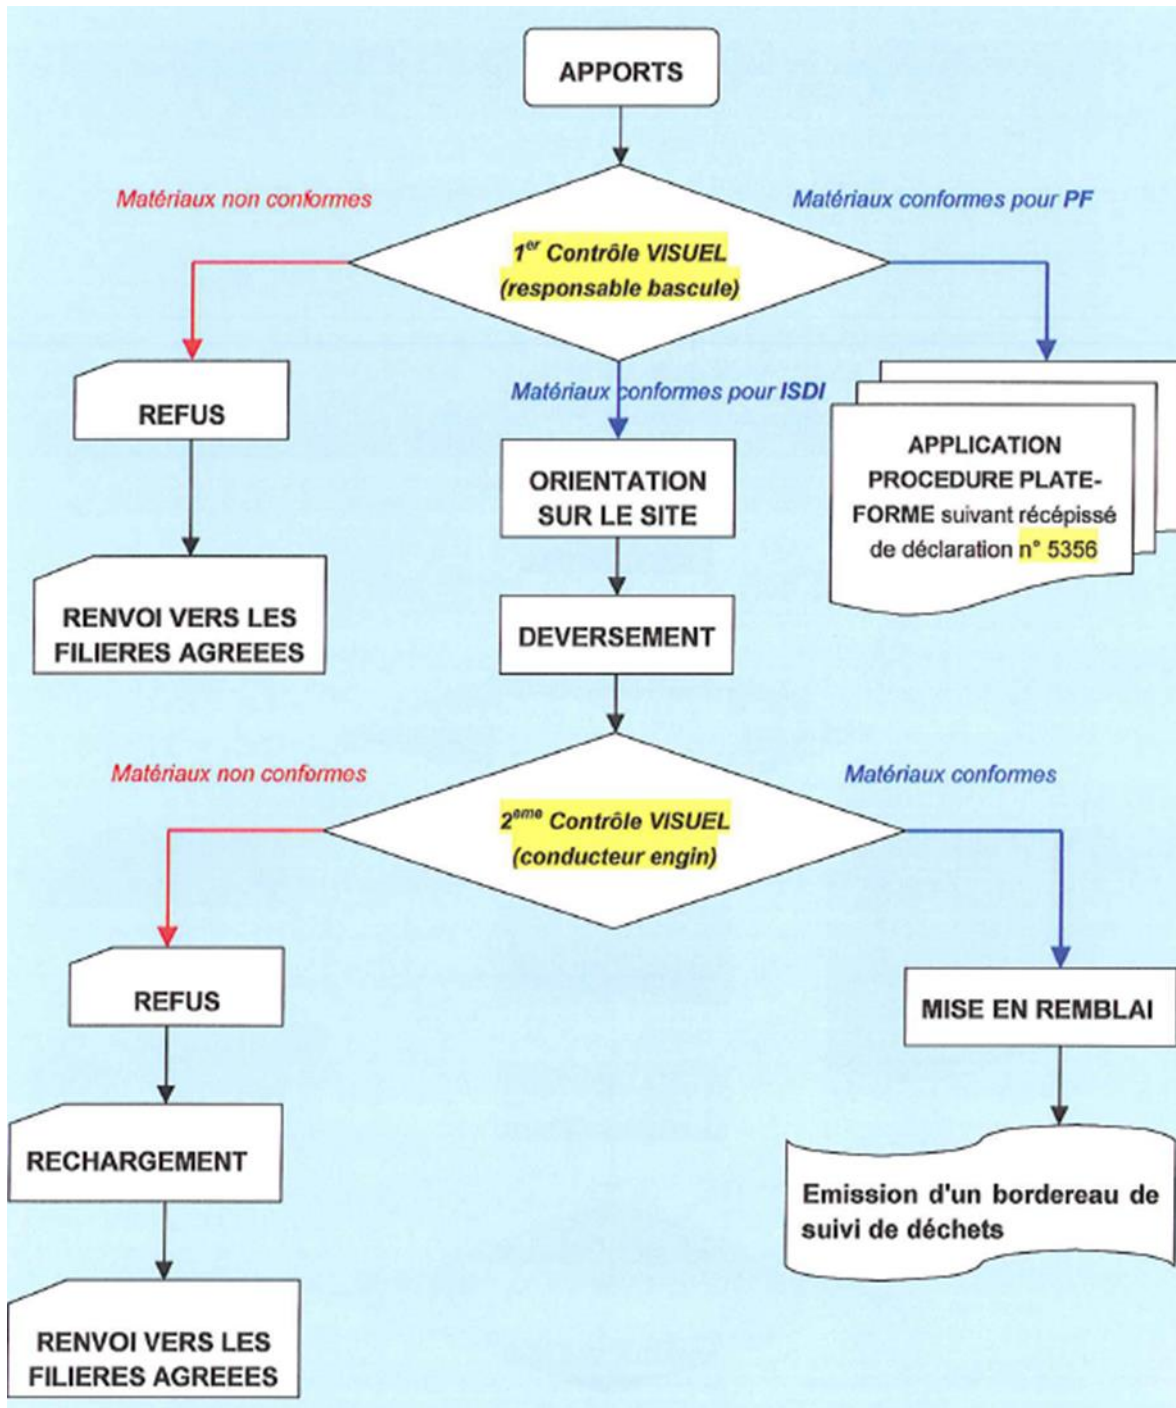 APPORTS
Matériaux non conformes
Matériaux conformes pour PF
1er Contrôle VISUEL
(responsable bascule)
REFUS
Matériaux conformes pour ISDI
ORIENTATION
SUR LE SITE
APPLICATION
PROCEDURE PLATE-
FORME suivant récépissé
de déclaration n° 5356
RENVOI VERS LES
FILIERES AGREEES
DEVERSEMENT
Matériaux non conformes
Matériaux conformes
2eme Contrôle VISUEL
(conducteur engin)
REFUS
MISE EN REMBLAI
RECHARGEMENT
Emission d'un bordereau de
suivi de déchets
RENVOI VERS LES
FILIERES AGREEES